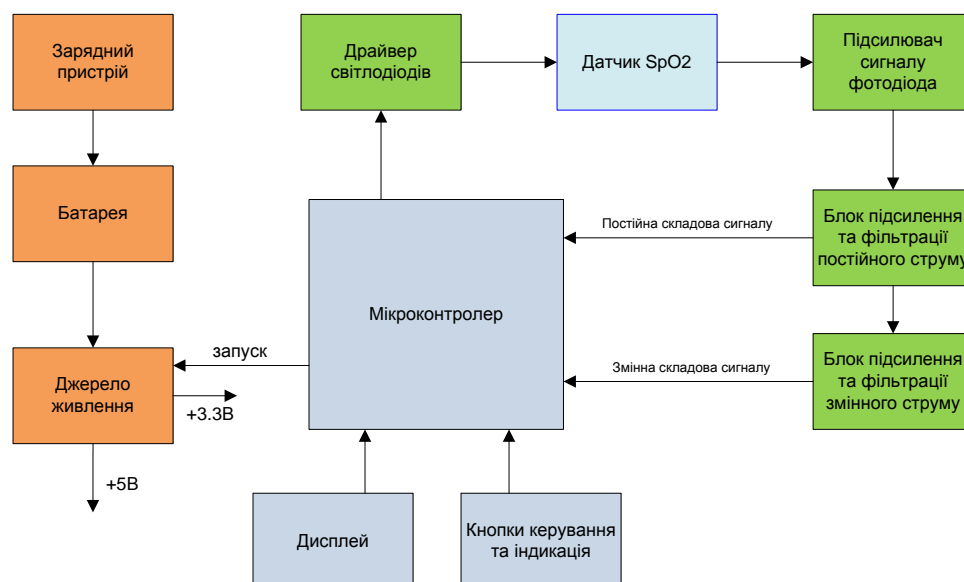 Зарядний
пристрій
Драйвер
світлодіодів
Датчик SpO2
Підсилювач
сигналу
фотодіода
Батарея
Мікроконтролер
Постійна складова сигналу
Блок підсилення
та фільтрації
постійного струму
Джерело
живлення
запуск
+3.3В
+5В
Змінна складова сигналу
Блок підсилення
та фільтрації
змінного струму
Дисплей
Кнопки керування
та індикація